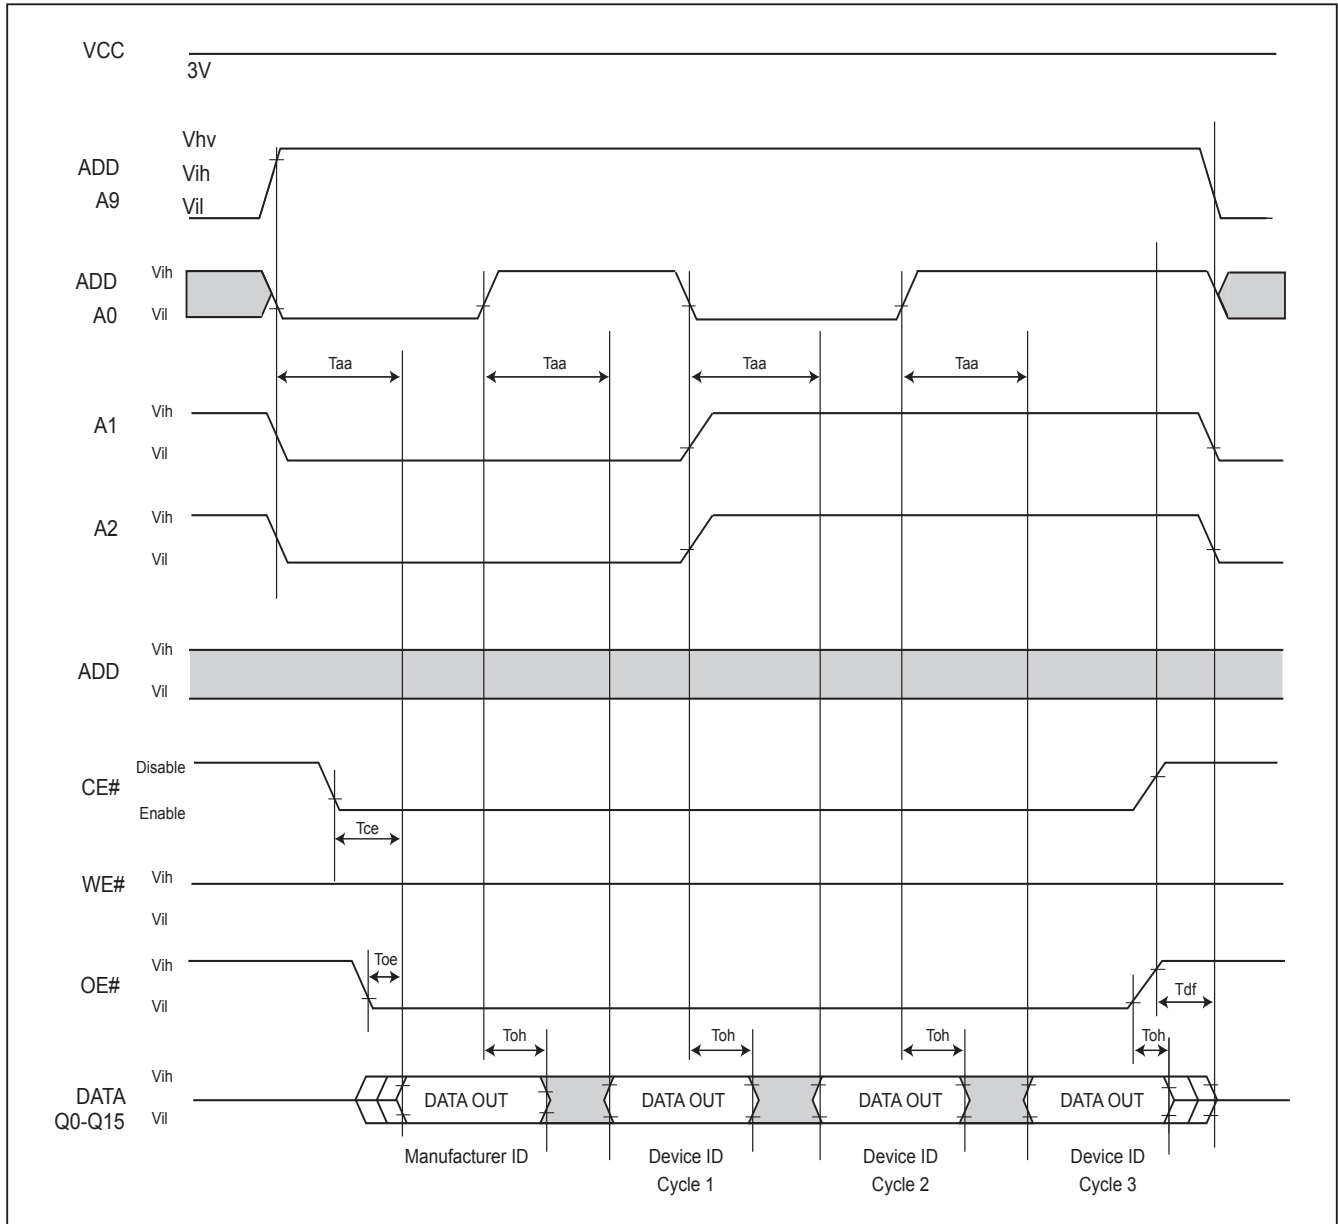 VCC
3V
Vhv
ADD
Vih
A9
Vil
ADD
Vih
A0
Vil
Taa
Taa
Taa
Taa
A1
Vih
Vil
A2
Vih
Vil
ADD
Vih
Vil
CE#
Disable
Enable
Tce
WE#
Vih
Vil
Toe
OE#
Vih
Vil
Tdf
Toh
Toh
Toh
Toh
DATA
Q0-Q15
Vih
Vil
DATA OUT
DATA OUT
DATA OUT
DATA OUT
Manufacturer ID
Device ID
Cycle 1
Device ID
Cycle 2
Device ID
Cycle 3